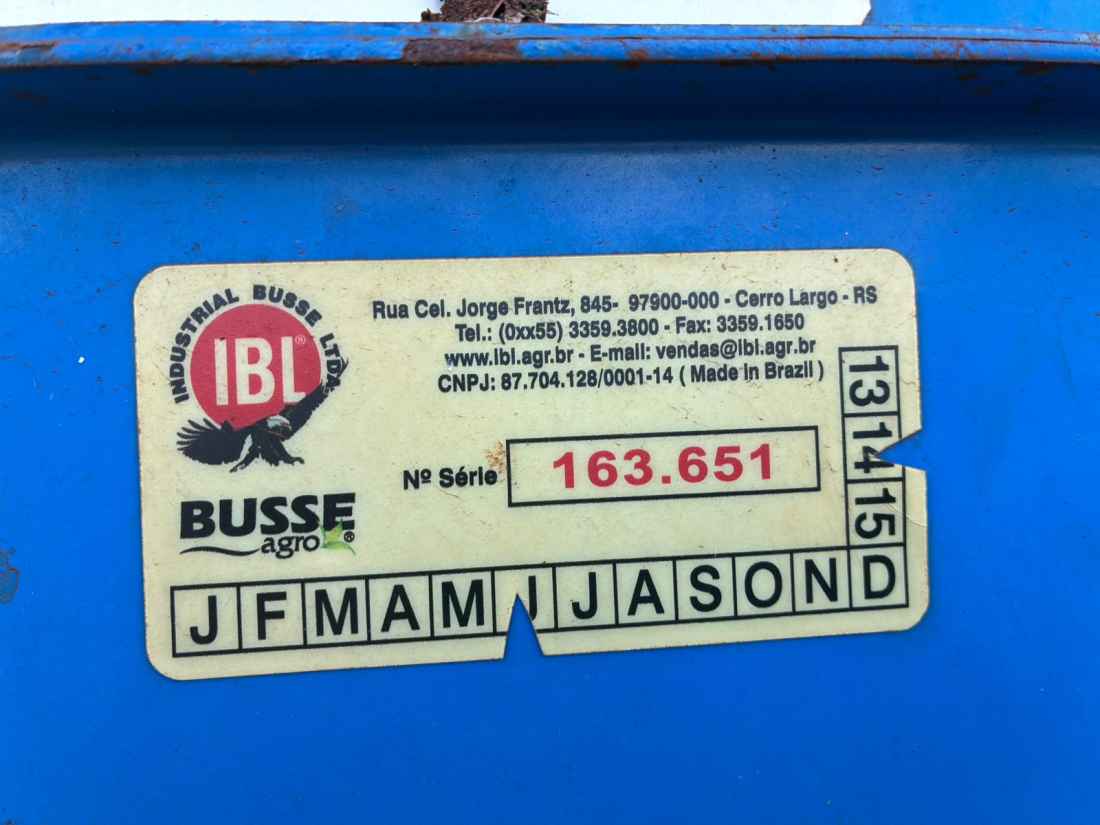 INDUSTRIAL BUSSE LTDA.
IBL®
Rua Cel. Jorge Frantz, 845- 97900-000 - Cerro Largo - RS
Tel.: (0xx55) 3359.3800 - Fax: 3359.1650
www.ibl.agr.br - E-mail: vendas@ibl.agr.br
CNPJ: 87.704.128/0001-14 ( Made in Brazil )
Nº Série 163.651
BUSSE
agro®
13 14 15
J F M A M J J A S O N D